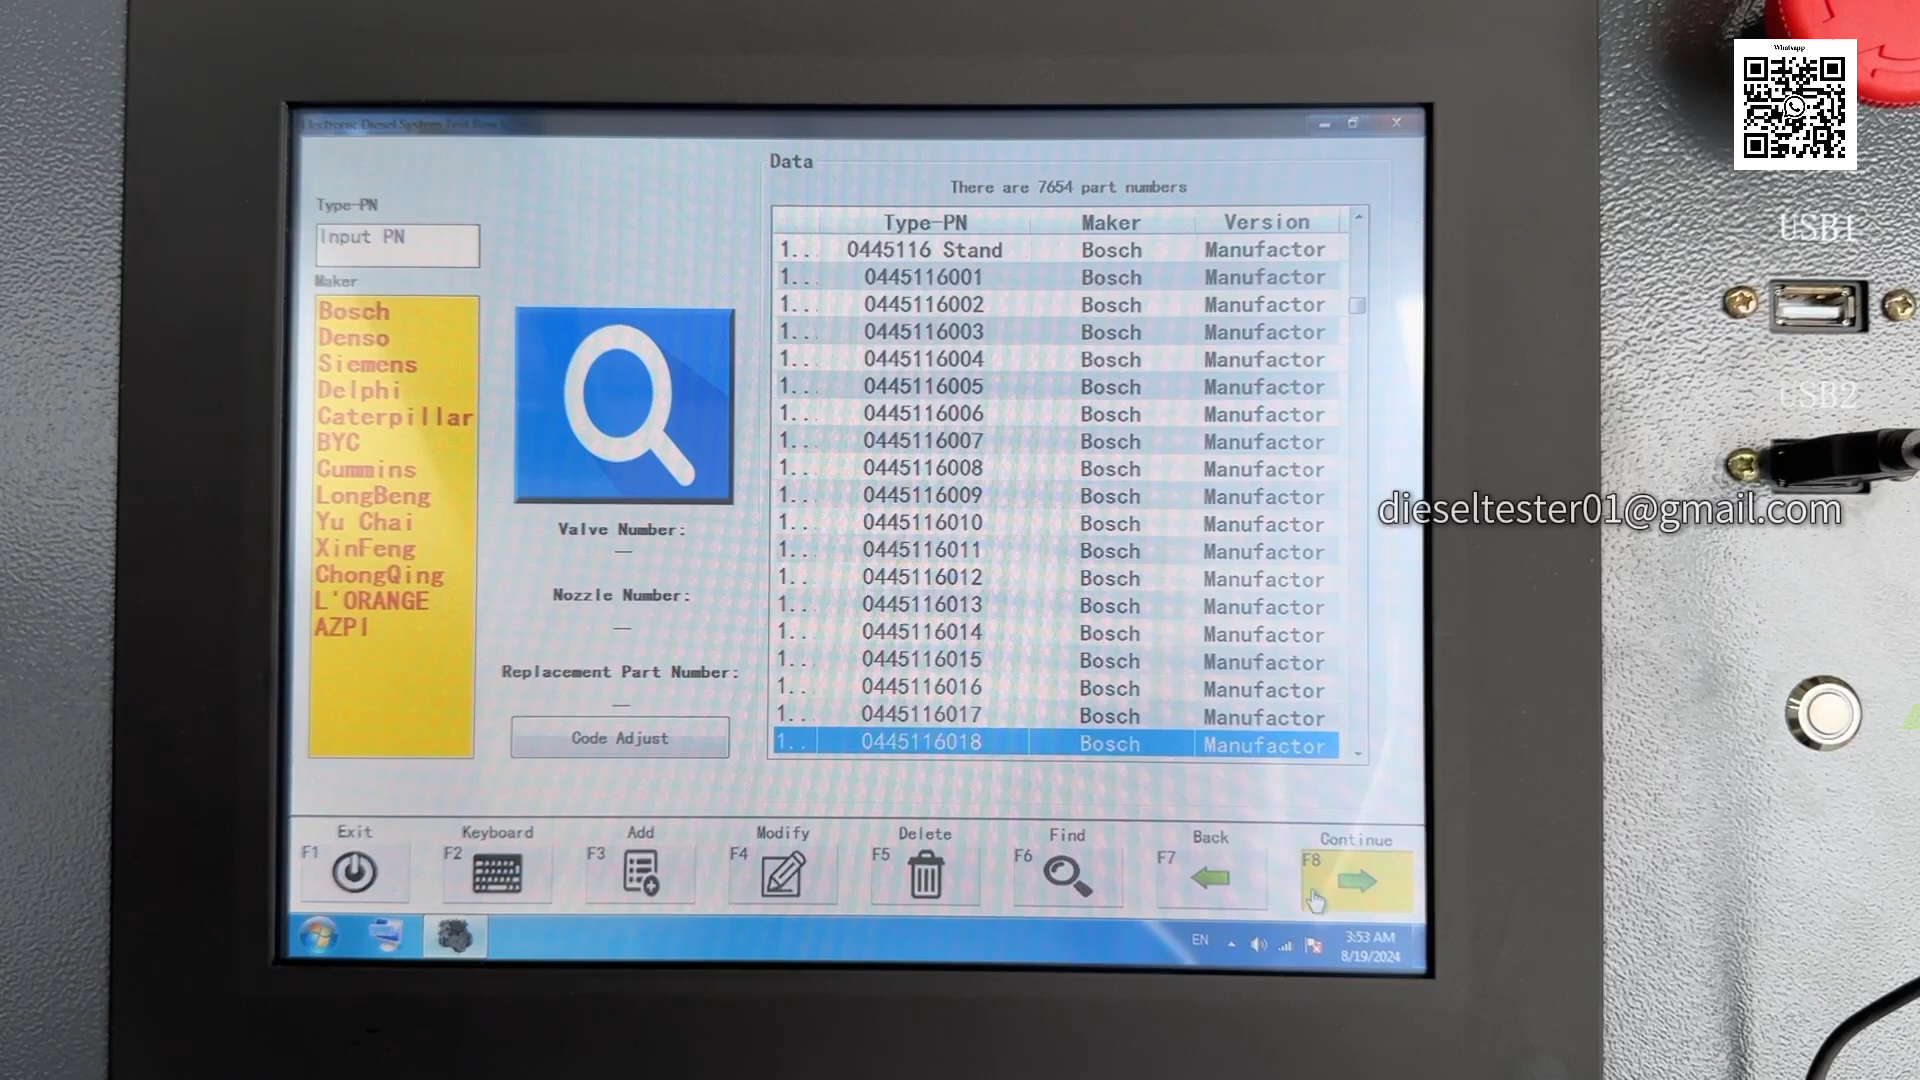 Whatsapp
Electronic Diesel System Test Bench
Data
There are 7654 part numbers
Type-PN
Input PN
Maker
Bosch
Denso
Siemens
Delphi
Caterpillar
BYC
Cummins
LongBeng
Yu Chai
XinFeng
ChongQing
L'ORANGE
AZPI
Valve Number:
—
Nozzle Number:
—
Replacement Part Number:
—
Code Adjust
Type-PN Maker Version
1... 0445116 Stand Bosch Manufactor
1... 0445116001 Bosch Manufactor
1... 0445116002 Bosch Manufactor
1... 0445116003 Bosch Manufactor
1... 0445116004 Bosch Manufactor
1... 0445116005 Bosch Manufactor
1... 0445116006 Bosch Manufactor
1... 0445116007 Bosch Manufactor
1... 0445116008 Bosch Manufactor
1... 0445116009 Bosch Manufactor
1... 0445116010 Bosch Manufactor
1... 0445116011 Bosch Manufactor
1... 0445116012 Bosch Manufactor
1... 0445116013 Bosch Manufactor
1... 0445116014 Bosch Manufactor
1... 0445116015 Bosch Manufactor
1... 0445116016 Bosch Manufactor
1... 0445116017 Bosch Manufactor
1... 0445116018 Bosch Manufactor
Exit
F1
Keyboard
F2
Add
F3
Modify
F4
Delete
F5
Find
F6
Back
F7
Continue
F8
EN
3:53 AM
8/19/2024
USB1
USB2
dieseltester01@gmail.com